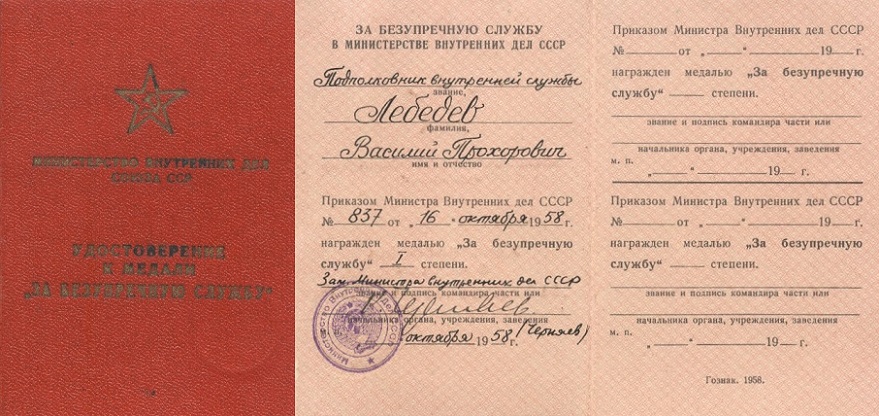 МИНИСТЕРСТВО ВНУТРЕННИХ ДЕЛ
СОЮЗА ССР
УДОСТОВЕРЕНИЕ
К МЕДАЛИ
„ЗА БЕЗУПРЕЧНУЮ СЛУЖБУ“
ЗА БЕЗУПРЕЧНУЮ СЛУЖБУ
В МИНИСТЕРСТВЕ ВНУТРЕННИХ ДЕЛ СССР
Подполковник внутренней службы
звание,
Лебедев
фамилия,
Василий Прохорович
имя и отчество
Приказом Министра Внутренних дел СССР
№ 837 от „16“ октября 1958 г.
награжден медалью „За безупречную
службу“ I степени.
Зам. Министра внутренних дел СССР
звание и подпись командира части или
начальника органа, учреждения, заведения
октября 1958 г. (Черняев)
Министерство Внутренних Дел СССР
Приказом Министра Внутренних дел СССР
№ от „ “ 19 г.
награжден медалью „За безупречную
службу“ степени.
звание и подпись командира части или
начальника органа, учреждения, заведения
м. п.
„ “ 19 г.
Приказом Министра Внутренних дел СССР
№ от „ “ 19 г.
награжден медалью „За безупречную
службу“ степени.
звание и подпись командира части или
начальника органа, учреждения, заведения
м. п.
„ “ 19 г.
Гознак. 1958.